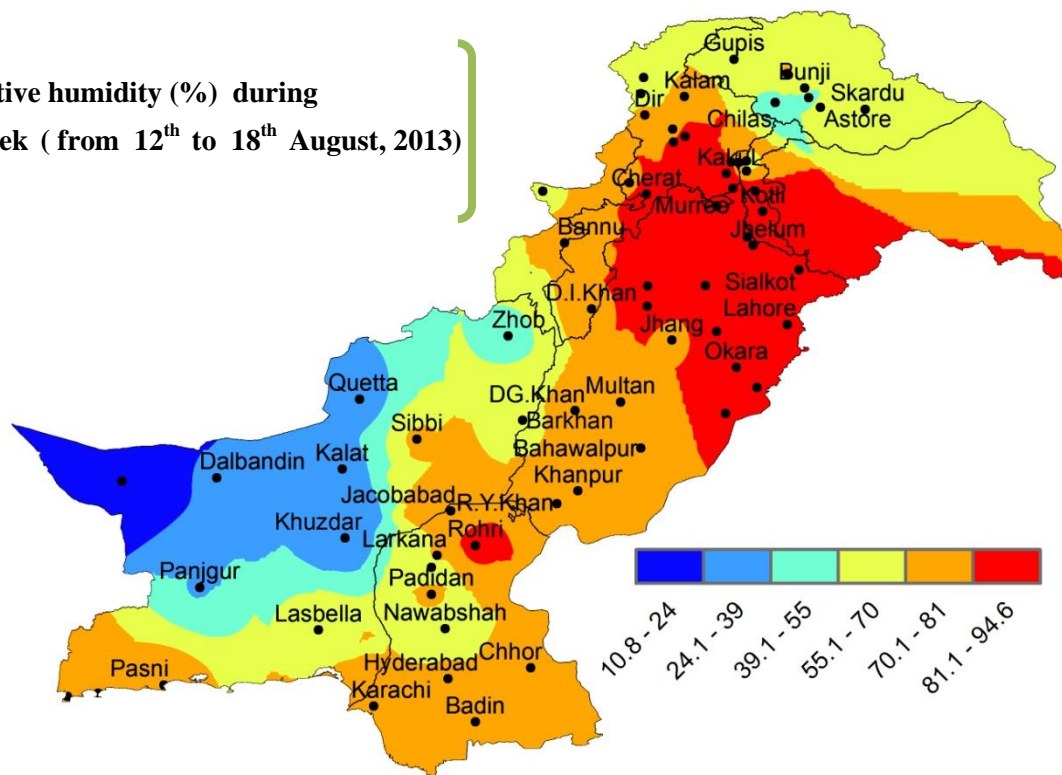 tive humidity (%) during
ek ( from 12th to 18th August, 2013)
Gupis
Bunji
Kalam
Skardu
Dir
Chilas
Astore
Kakul
Cherat
Murree
Kotli
Bannu
Jhelum
D.I.Khan
Sialkot
Zhob
Lahore
Jhang
Okara
Quetta
DG.Khan
Multan
Sibbi
Barkhan
Bahawalpur
Dalbandin
Kalat
Khanpur
Jacobabad
R.Y.Khan
Khuzdar
Rohri
Larkana
Panjgur
Padidan
Lasbella
Nawabshah
Chhor
Pasni
Hyderabad
Karachi
Badin
10.8 - 24
24.1 - 39
39.1 - 55
55.1 - 70
70.1 - 81
81.1 - 94.6